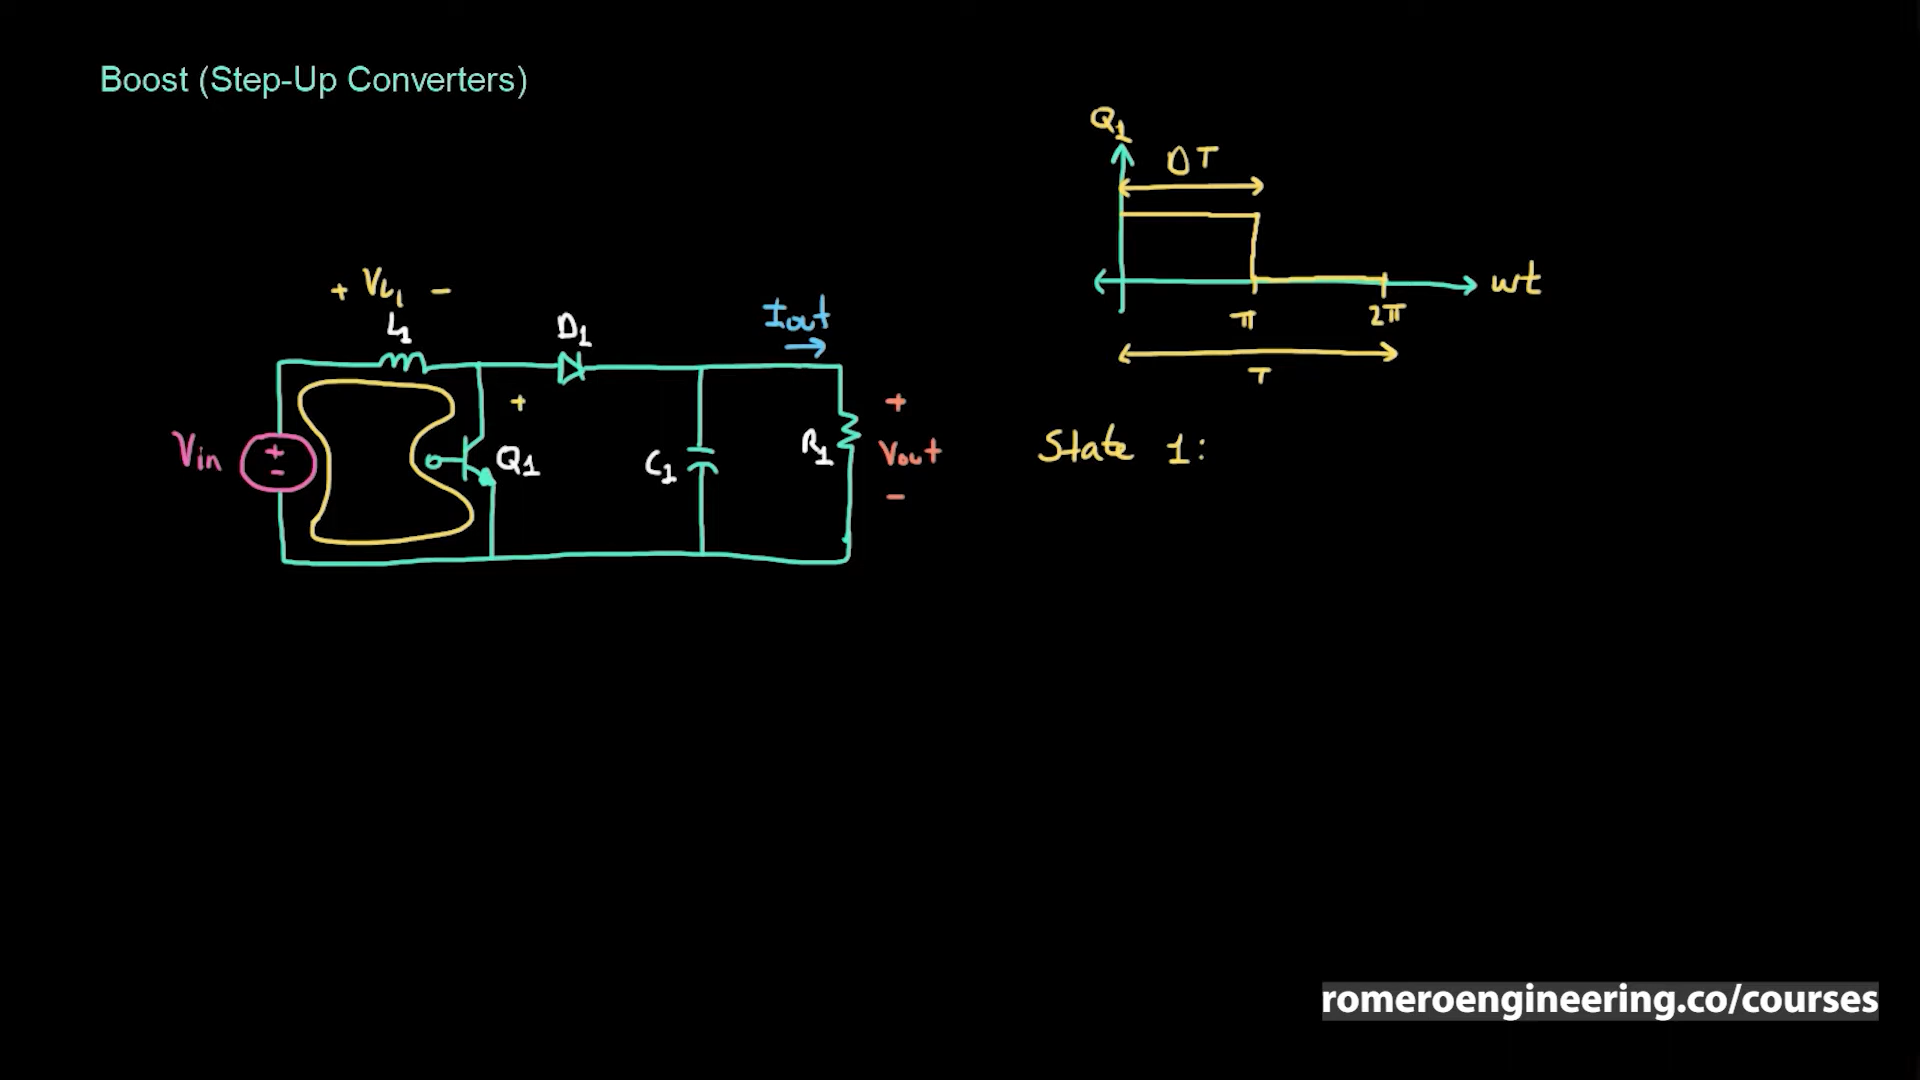 Boost (Step-Up Converters)
Q1
DT
+ VL1 -
L1
D1
Iout
wt
π
2π
T
+
+
Vin
+
-
Q1
C1
R1
Vout
-
State 1:
romeroengineering.co/courses